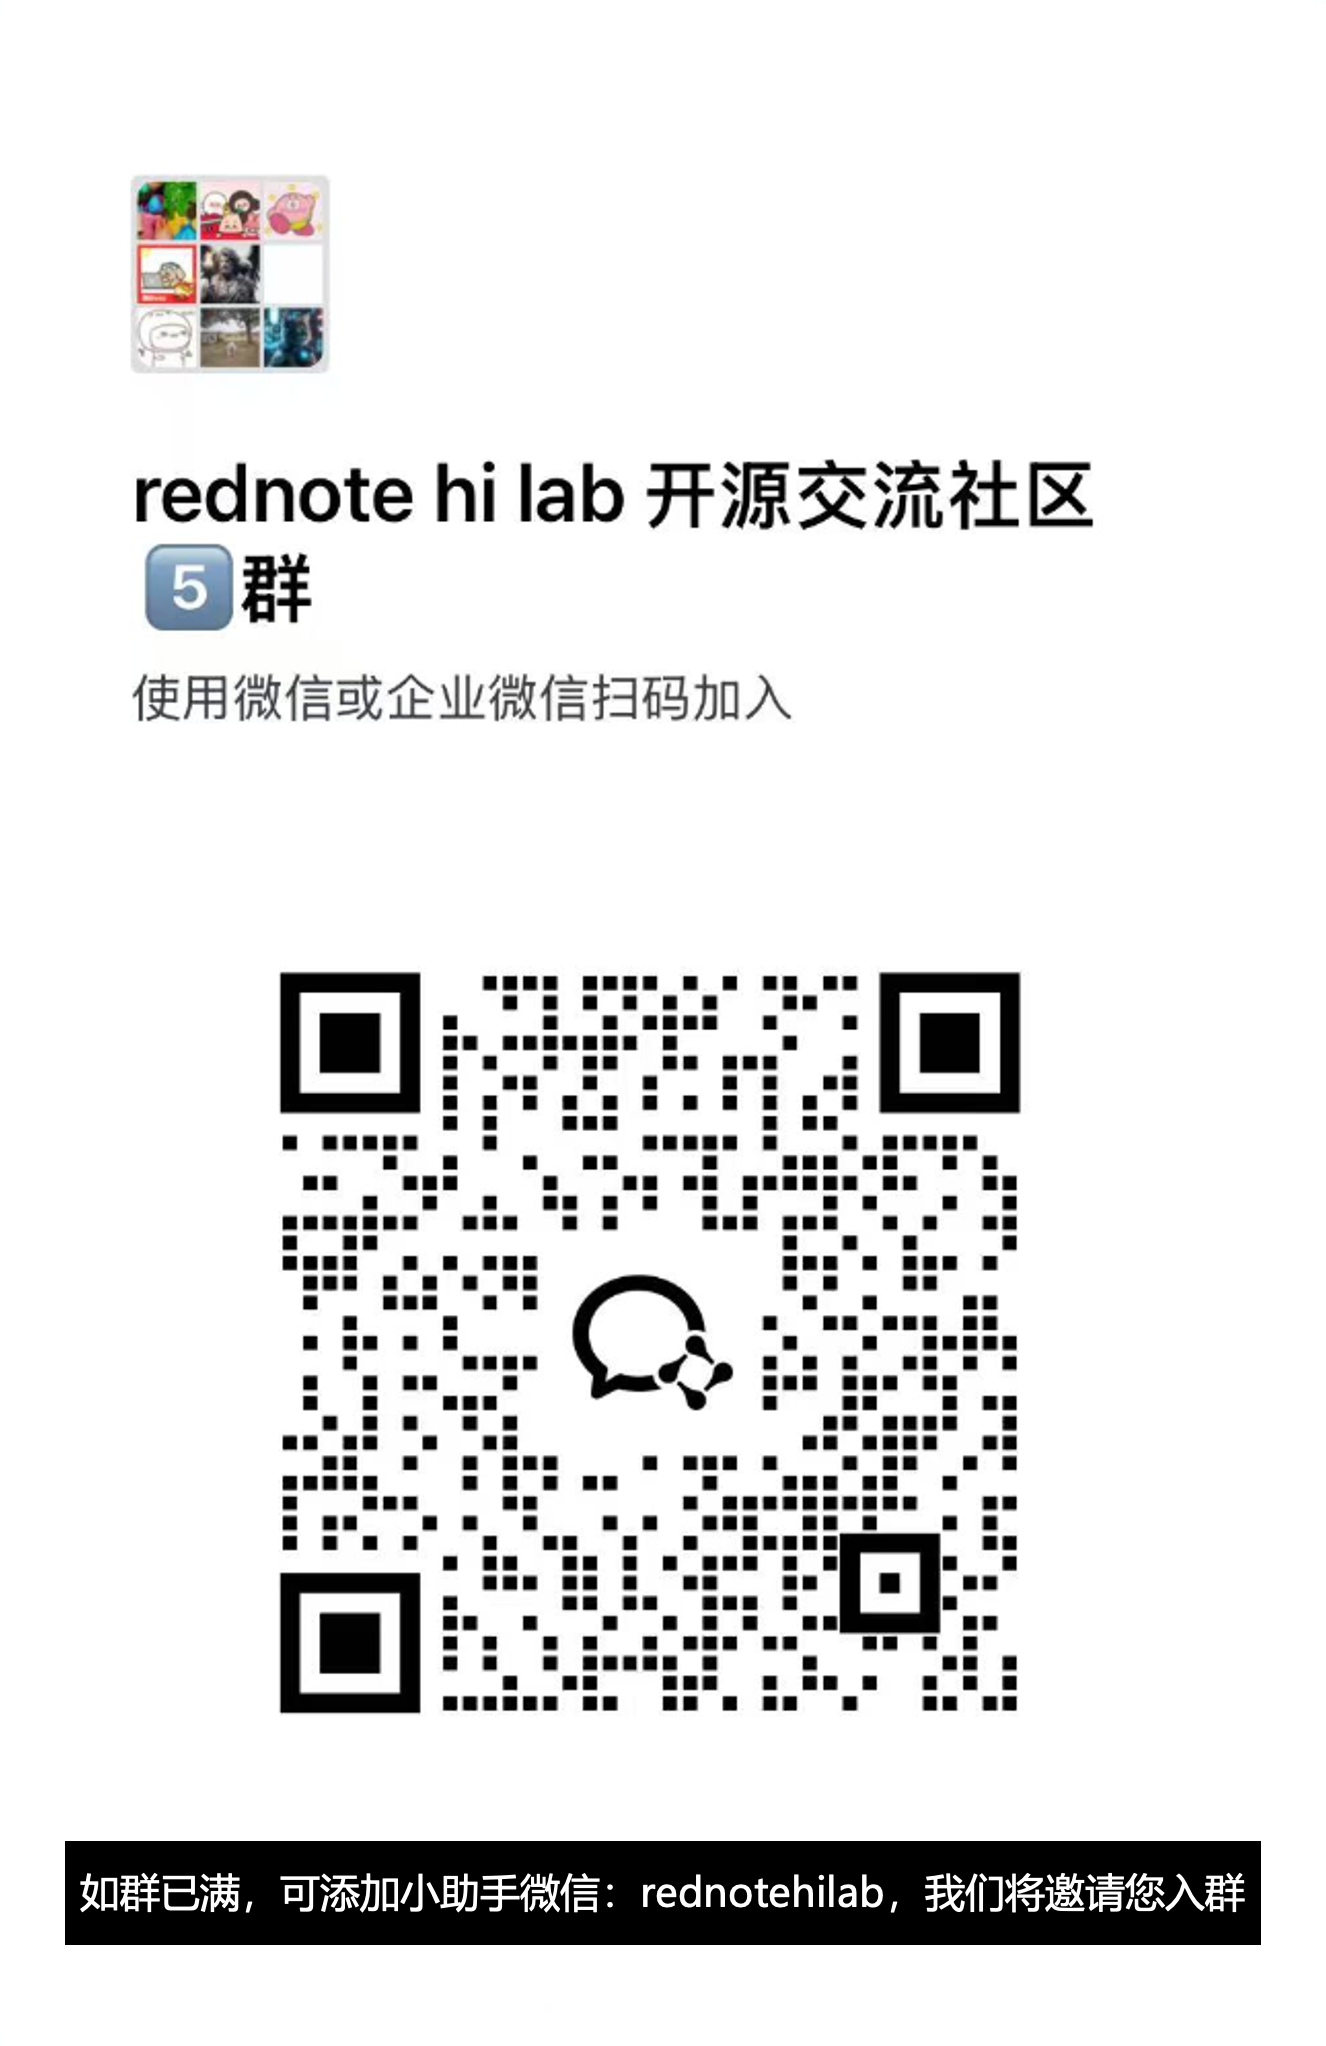 rednote hi lab 开源交流社区
5️⃣群
使用微信或企业微信扫码加入
如群已满，可添加小助手微信：rednotehilab，我们将邀请您入群